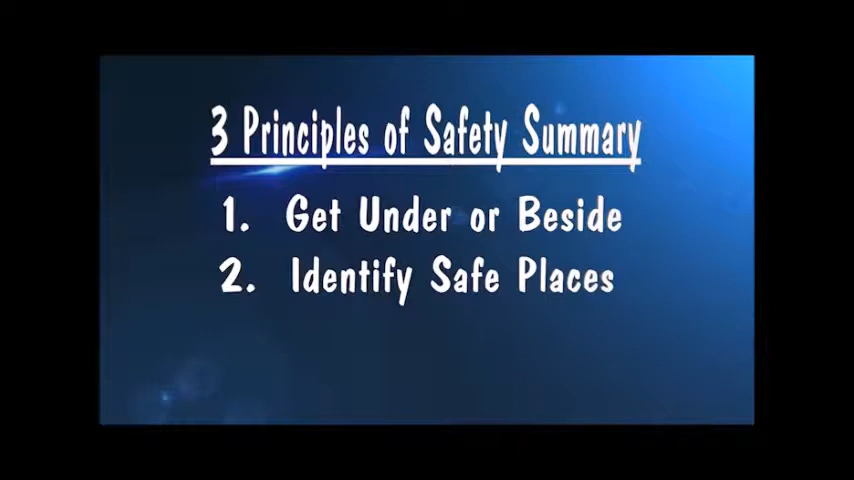 3 Principles of Safety Summary
1. Get Under or Beside
2. Identify Safe Places